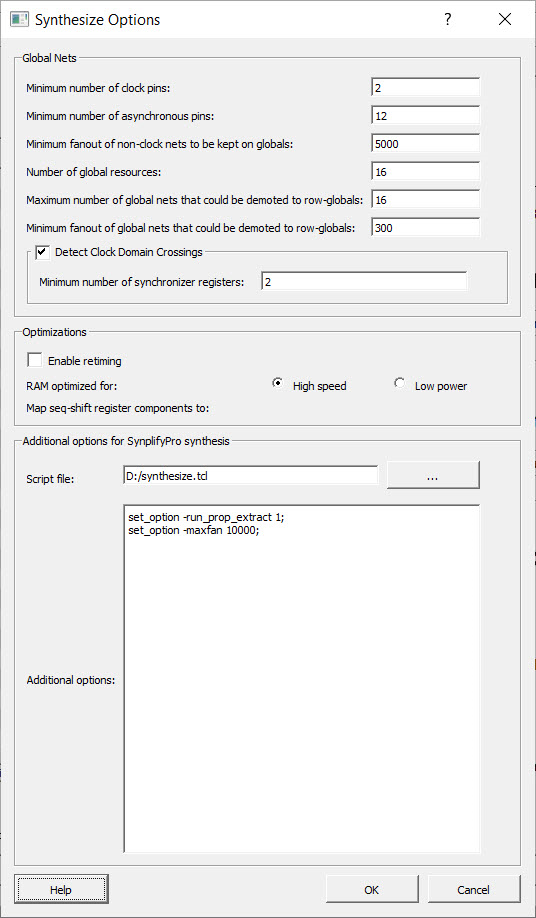 Synthesize Options
?
Global Nets
Minimum number of clock pins: 2
Minimum number of asynchronous pins: 12
Minimum fanout of non-clock nets to be kept on globals: 5000
Number of global resources: 16
Maximum number of global nets that could be demoted to row-globals: 16
Minimum fanout of global nets that could be demoted to row-globals: 300
Detect Clock Domain Crossings
Minimum number of synchronizer registers: 2
Optimizations
Enable retiming
RAM optimized for: High speed Low power
Map seq-shift register components to:
Additional options for SynplifyPro synthesis
Script file: D:/synthesize.tcl ...
set_option -run_prop_extract 1;
set_option -maxfan 10000;
Additional options:
Help OK Cancel